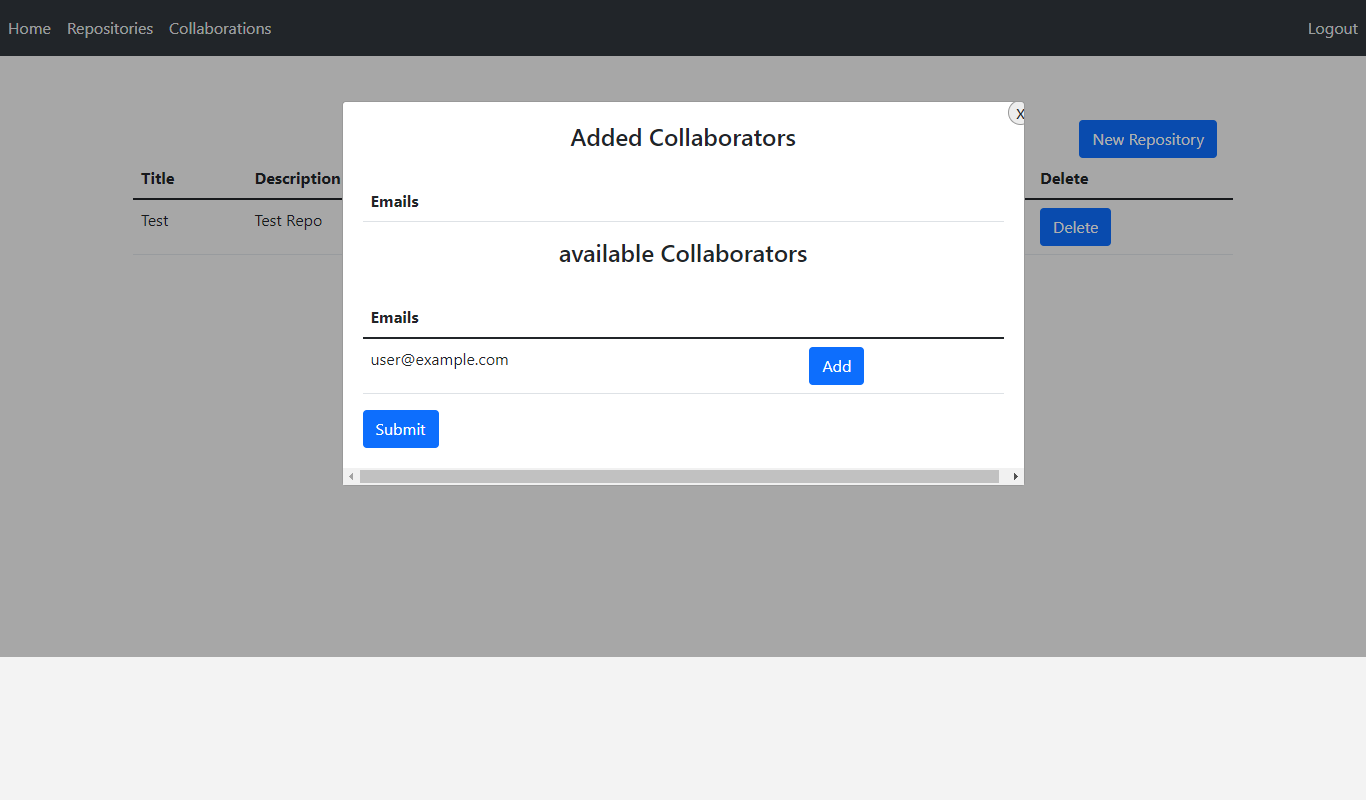 Home Repositories Collaborations Logout
X
Added Collaborators
New Repository
Title Description Delete
Emails
Test Test Repo Delete
available Collaborators
Emails
user@example.com Add
Submit